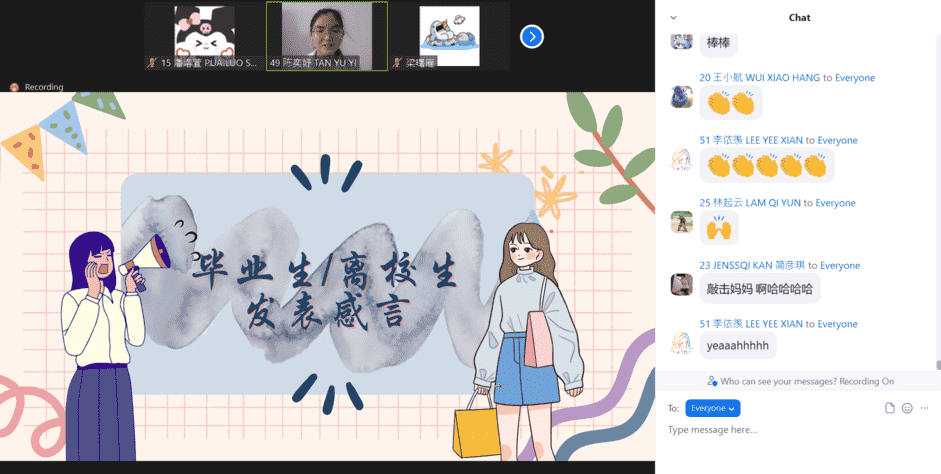 15 潘洛萱 PUA LUO S...
49 陈奕妤 TAN YU YI
梁曙雁
Recording
毕业生/离校生
发表感言
Chat
棒棒
20 王小航 WUI XIAO HANG to Everyone
51 李依羡 LEE YEE XIAN to Everyone
25 林起云 LAM QI YUN to Everyone
23 JENSSQI KAN 简彦琪 to Everyone
敲击妈妈 啊哈哈哈哈
51 李依羡 LEE YEE XIAN to Everyone
yeaaahhhhh
Who can see your messages? Recording On
To: Everyone
Type message here...